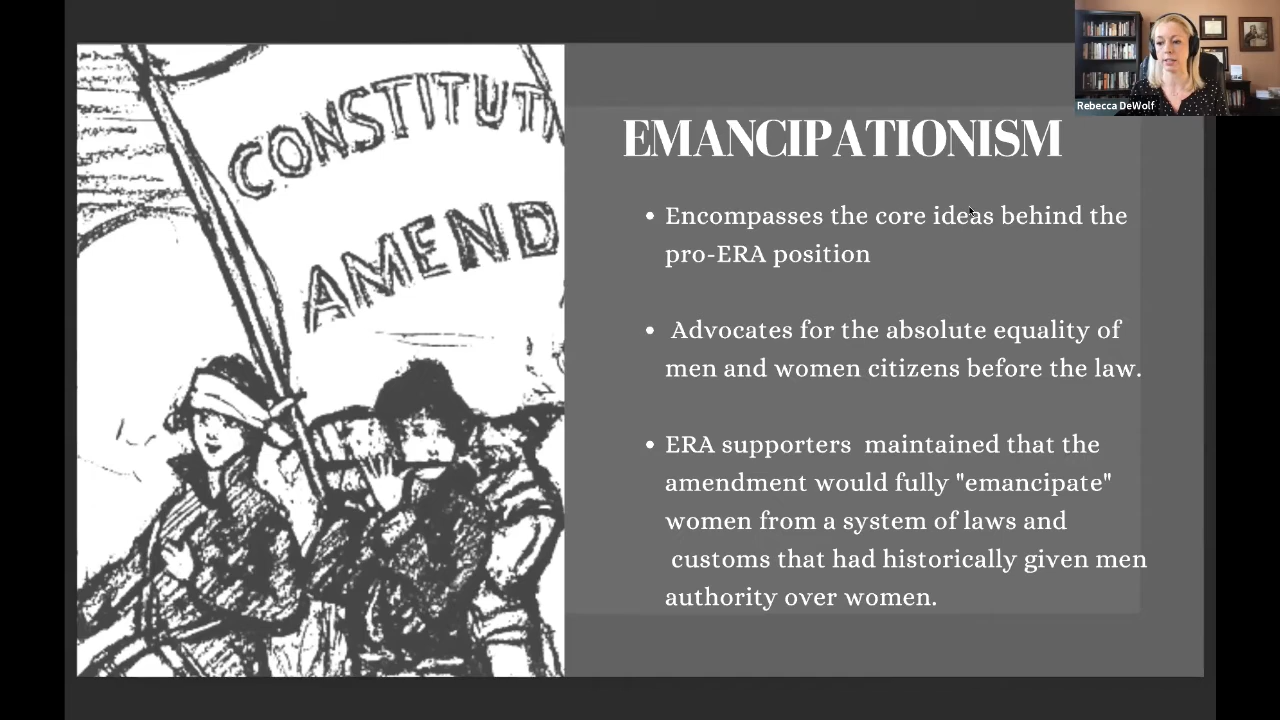 CONSTITUTI
AMEND
Rebecca DeWolf
EMANCIPATIONISM
• Encompasses the core ideas behind the
pro-ERA position
• Advocates for the absolute equality of
men and women citizens before the law.
• ERA supporters maintained that the
amendment would fully "emancipate"
women from a system of laws and
customs that had historically given men
authority over women.